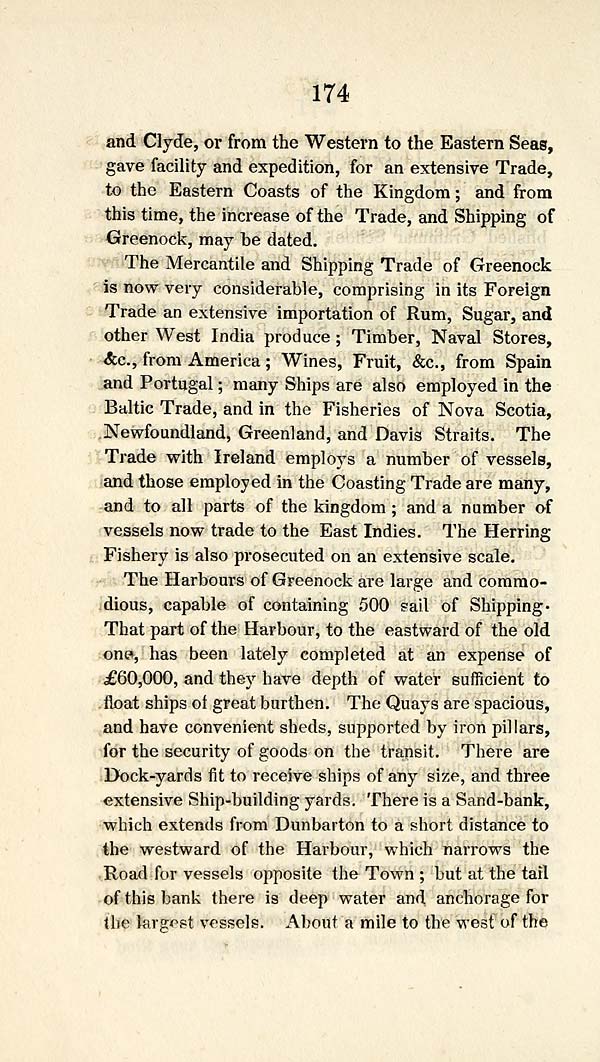 174
and Clyde, or from the Western to the Eastern Seas,
gave facility and expedition, for an extensive Trade,
to the Eastern Coasts of the Kingdom; and from
this time, the increase of the Trade, and Shipping of
Greenock, may be dated.
The Mercantile and Shipping Trade of Greenock
is now very considerable, comprising in its Foreign
Trade an extensive importation of Rum, Sugar, and
other West India produce; Timber, Naval Stores,
&c., from America; Wines, Fruit, &c., from Spain
and Portugal; many Ships are also employed in the
Baltic Trade, and in the Fisheries of Nova Scotia,
Newfoundland, Greenland, and Davis Straits. The
Trade with Ireland employs a number of vessels,
and those employed in the Coasting Trade are many,
and to all parts of the kingdom; and a number of
vessels now trade to the East Indies. The Herring
Fishery is also prosecuted on an extensive scale.
The Harbours of Greenock are large and commo-
dious, capable of containing 500 sail of Shipping.
That part of the Harbour, to the eastward of the old
one, has been lately completed at an expense of
£60,000, and they have depth of water sufficient to
float ships of great burthen. The Quays are spacious,
and have convenient sheds, supported by iron pillars,
for the security of goods on the transit. There are
Dock-yards fit to receive ships of any size, and three
extensive Ship-building yards. There is a Sand-bank,
which extends from Dunbarton to a short distance to
the westward of the Harbour, which narrows the
Road for vessels opposite the Town; but at the tail
of this bank there is deep water and anchorage for
the largest vessels. About a mile to the west of the